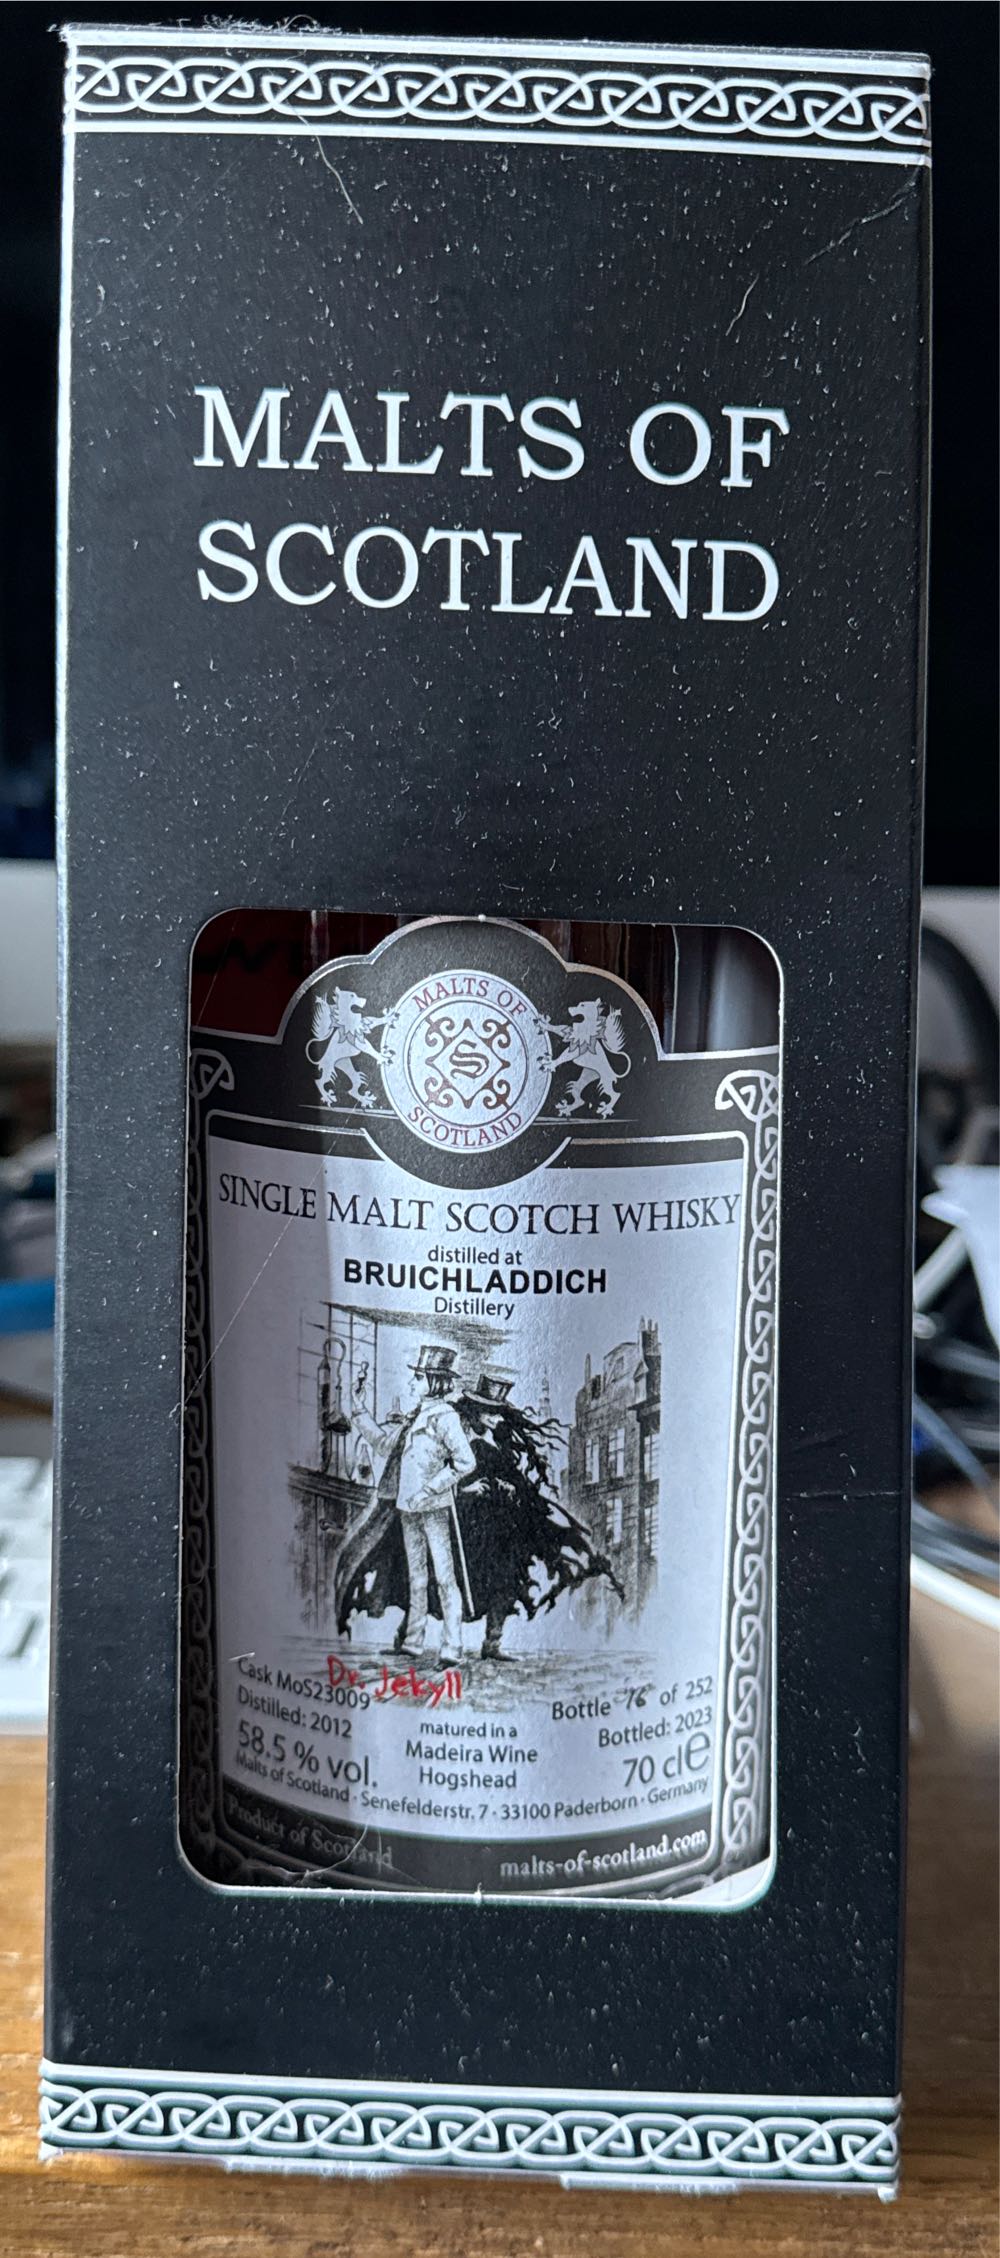 MALTS OF
SCOTLAND
MALTS OF
S
SCOTLAND
SINGLE MALT SCOTCH WHISKY
distilled at
BRUICHLADDICH
Distillery
Dr. Jekyll
Cask MoS23009
Distilled: 2012
58.5 % vol.
matured in a
Madeira Wine
Hogshead
Bottle 76 of 252
Bottled: 2023
70 cl e
Malts of Scotland · Senefelderstr. 7 · 33100 Paderborn · Germany
Product of Scotland
malts-of-scotland.com